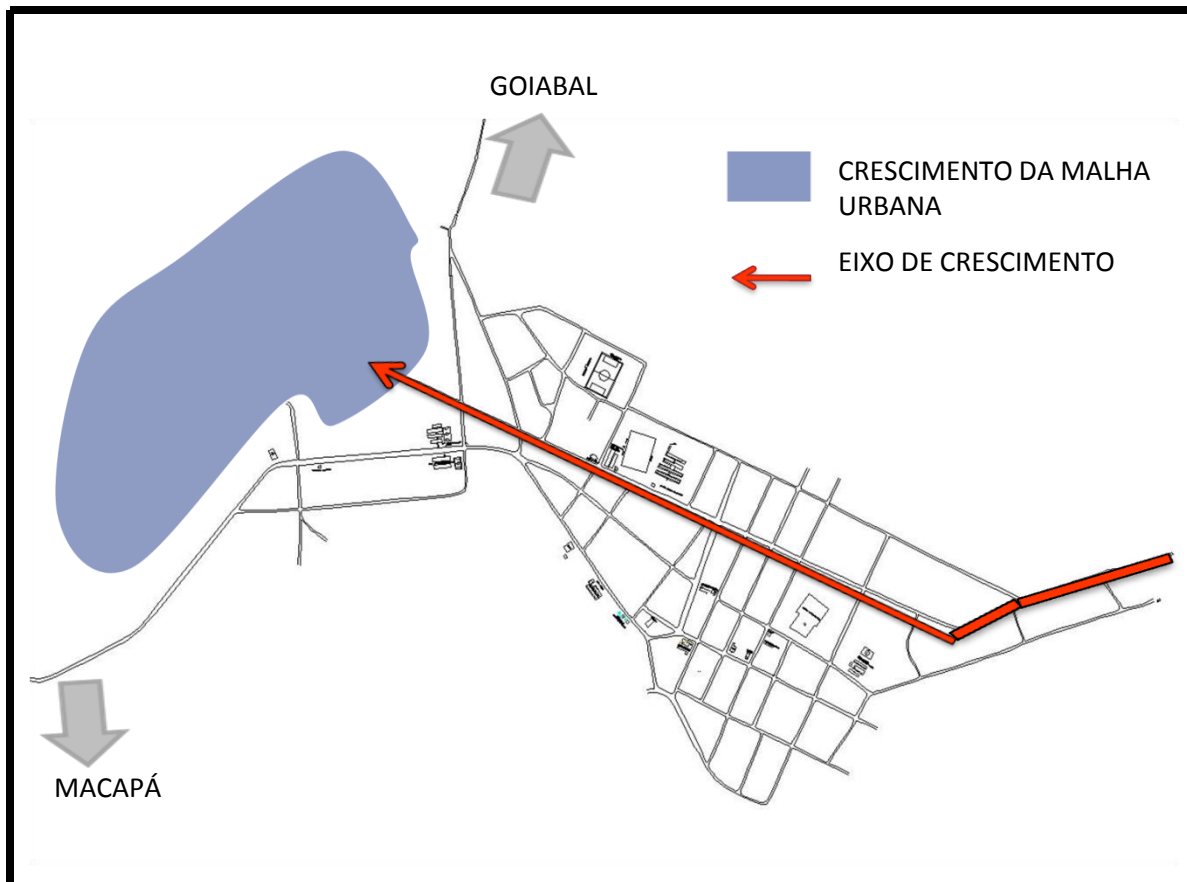 GOIABAL
CRESCIMENTO DA MALHA
URBANA
EIXO DE CRESCIMENTO
MACAPÁ